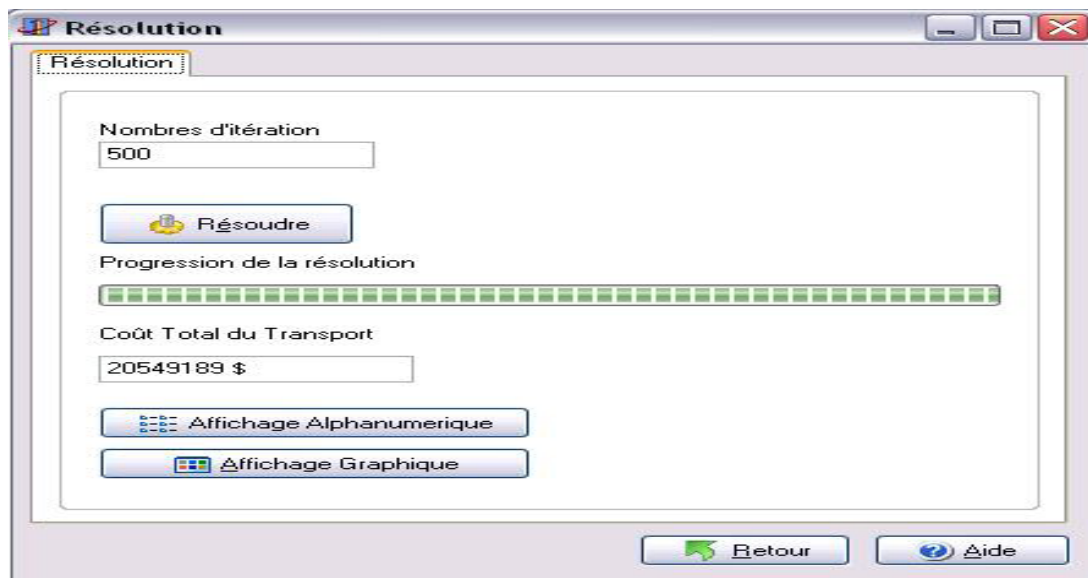 Résolution
Résolution
Nombres d'itération
500
Résoudre
Progression de la résolution
Coût Total du Transport
20549189 $
Affichage Alphanumerique
Affichage Graphique
Retour
Aide